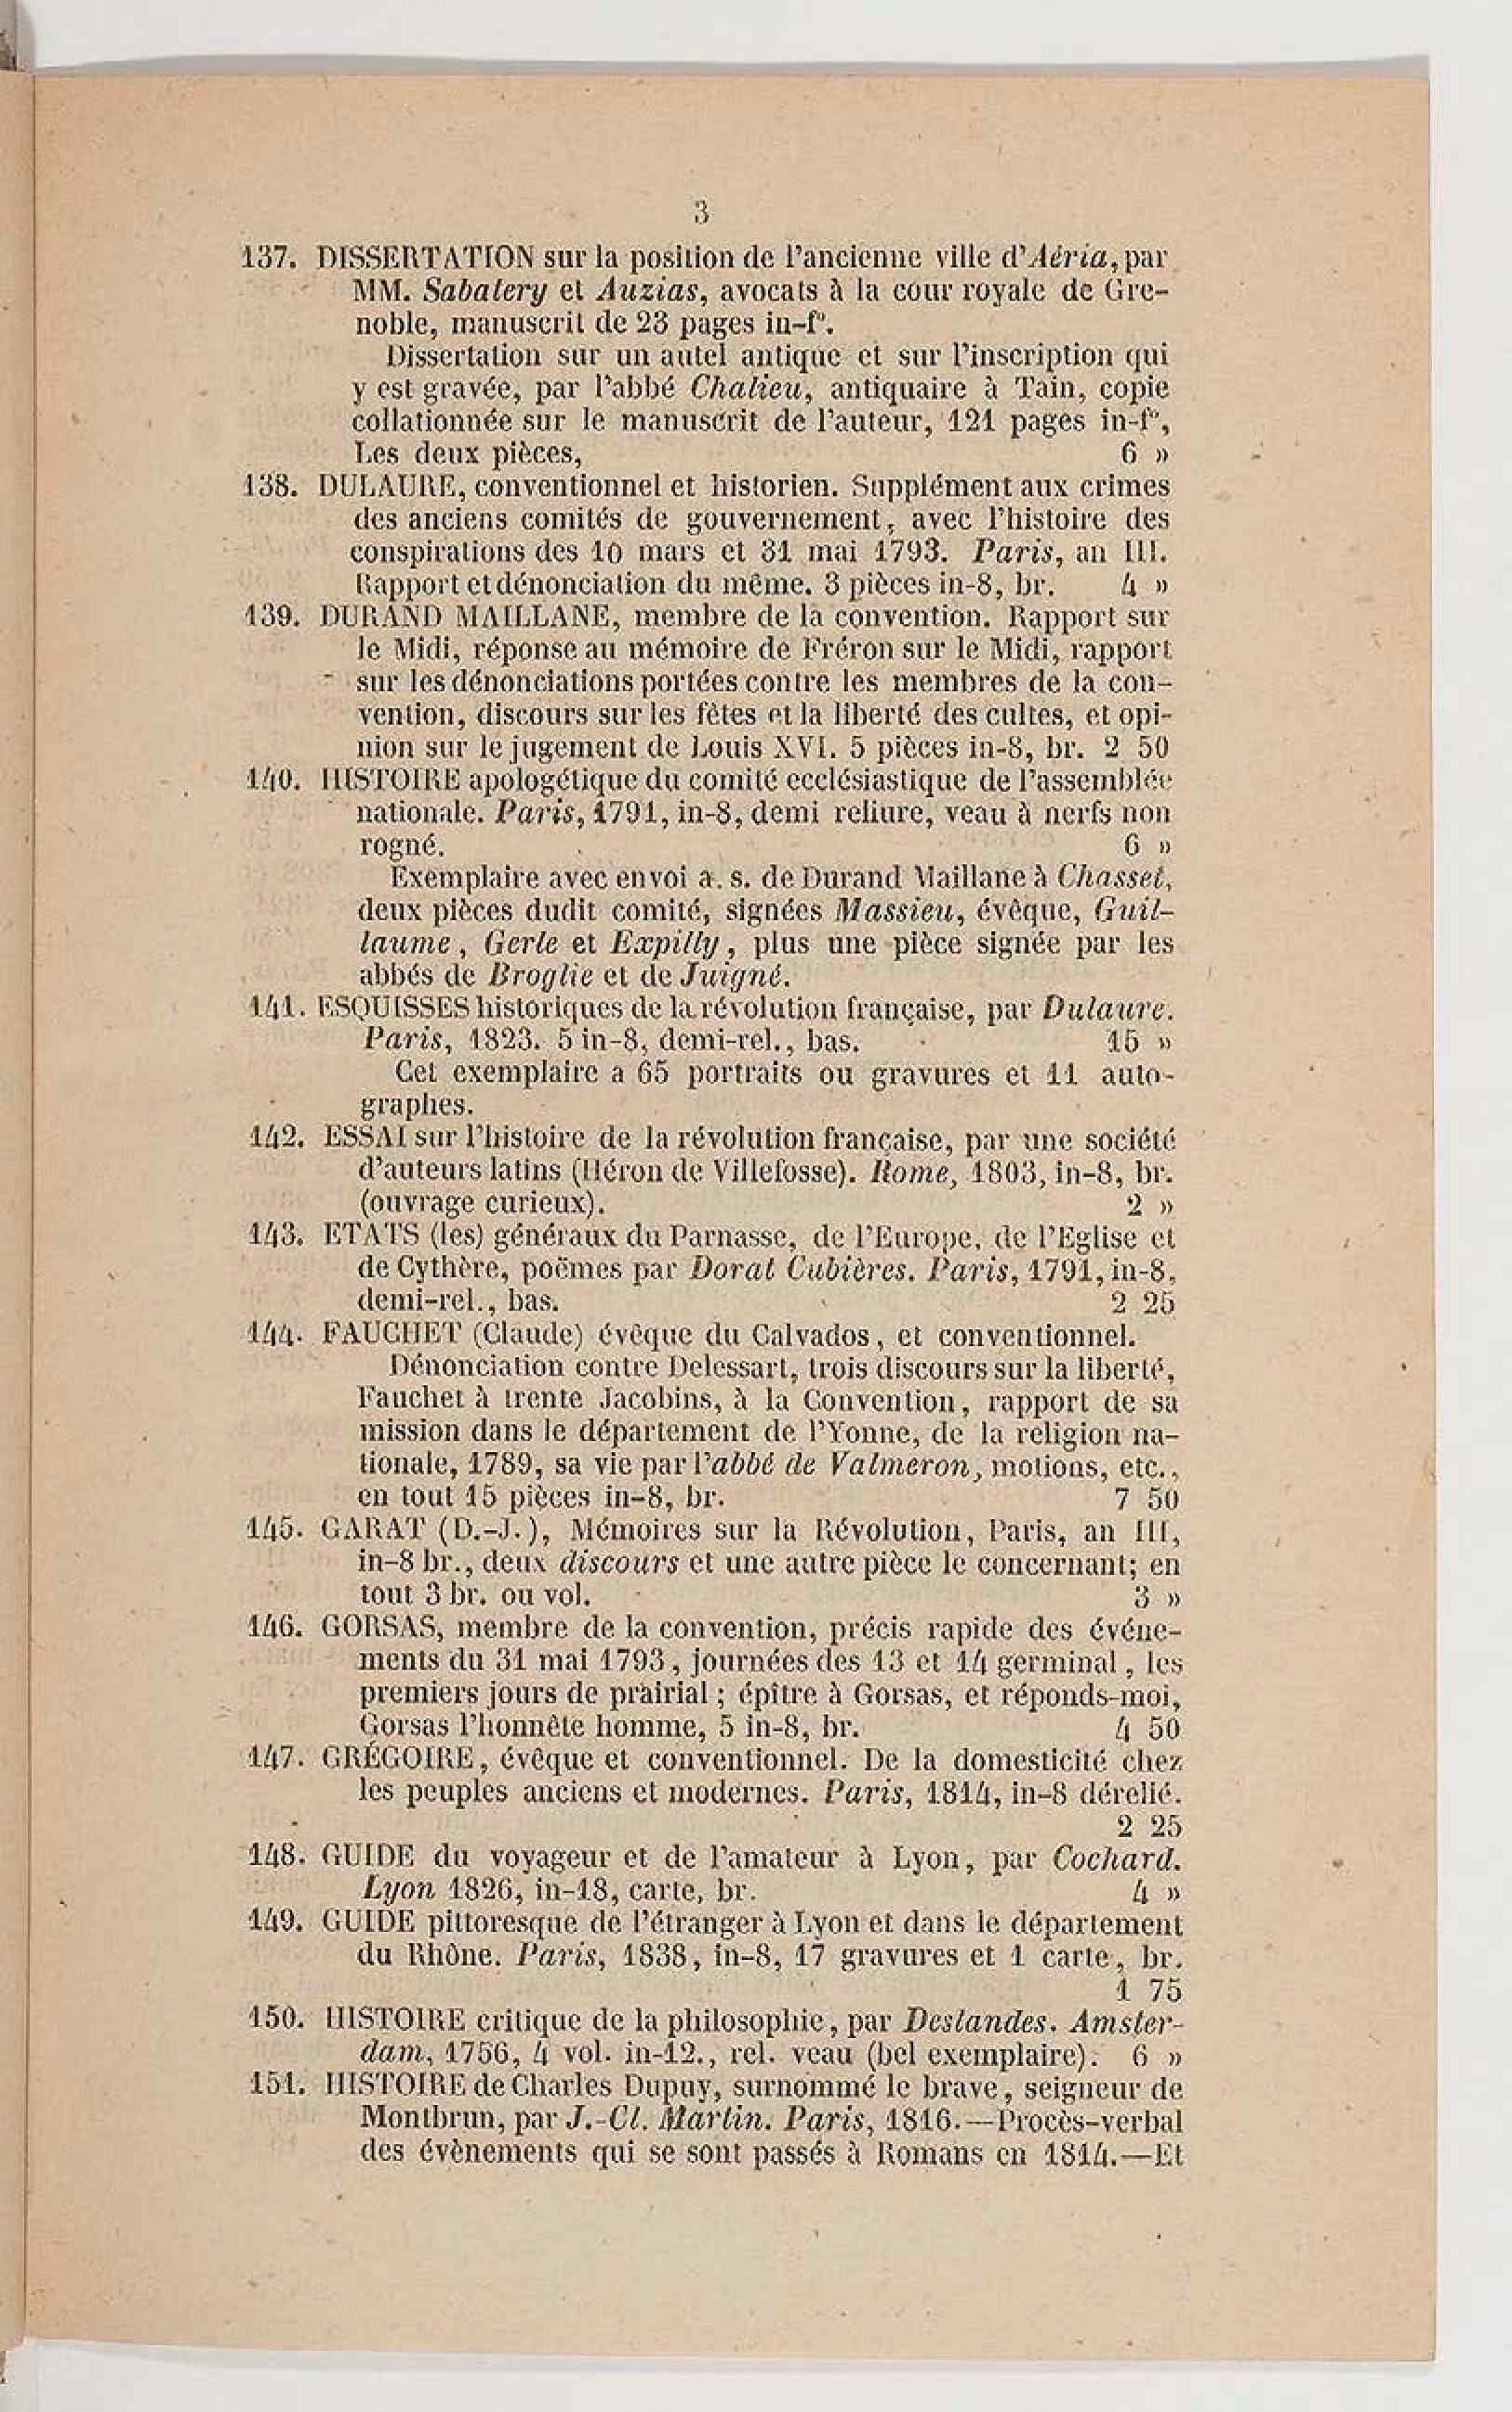 3
137. DISSERTATION sur la position de l'ancienne ville d'Aéria, par
MM. Sabatery et Auzias, avocats à la cour royale de Gre-
noble, manuscrit de 23 pages in-f°.
Dissertation sur un autel antique et sur l'inscription qui
y est gravée, par l'abbé Chalieu, antiquaire à Tain, copie
collationnée sur le manuscrit de l'auteur, 121 pages in-f°,
Les deux pièces, 6 »
138. DULAURE, conventionnel et historien. Supplément aux crimes
des anciens comités de gouvernement, avec l'histoire des
conspirations des 10 mars et 31 mai 1793. Paris, an III.
Rapport et dénonciation du même. 3 pièces in-8, br. 4 »
139. DURAND MAILLANE, membre de la convention. Rapport sur
le Midi, réponse au mémoire de Fréron sur le Midi, rapport
sur les dénonciations portées contre les membres de la con-
vention, discours sur les fêtes et la liberté des cultes, et opi-
nion sur le jugement de Louis XVI. 5 pièces in-8, br. 2 50
140. HISTOIRE apologétique du comité ecclésiastique de l'assemblée
nationale. Paris, 1791, in-8, demi reliure, veau à nerfs non
rogné. 6 »
Exemplaire avec envoi a. s. de Durand Maillane à Chasset,
deux pièces dudit comité, signées Massieu, évêque, Guil-
laume, Gerle et Expilly, plus une pièce signée par les
abbés de Broglie et de Juigné.
141. ESQUISSES historiques de la révolution française, par Dulaure.
Paris, 1823. 5 in-8, demi-rel., bas. 15 »
Cet exemplaire a 65 portraits ou gravures et 11 auto-
graphes.
142. ESSAI sur l'histoire de la révolution française, par une société
d'auteurs latins (Héron de Villefosse). Rome, 1803, in-8, br.
(ouvrage curieux). 2 »
143. ETATS (les) généraux du Parnasse, de l'Europe, de l'Eglise et
de Cythère, poëmes par Dorat Cubières. Paris, 1791, in-8,
demi-rel., bas. 2 25
144. FAUCHET (Claude) évêque du Calvados, et conventionnel.
Dénonciation contre Delessart, trois discours sur la liberté,
Fauchet à trente Jacobins, à la Convention, rapport de sa
mission dans le département de l'Yonne, de la religion na-
tionale, 1789, sa vie par l'abbé de Valmeron, motions, etc.,
en tout 15 pièces in-8, br. 7 50
145. GARAT (D.-J.), Mémoires sur la Révolution, Paris, an III,
in-8 br., deux discours et une autre pièce le concernant; en
tout 3 br. ou vol. 3 »
146. GORSAS, membre de la convention, précis rapide des événe-
ments du 31 mai 1793, journées des 13 et 14 germinal, les
premiers jours de prairial; épître à Gorsas, et réponds-moi,
Gorsas l'honnête homme, 5 in-8, br. 4 50
147. GRÉGOIRE, évêque et conventionnel. De la domesticité chez
les peuples anciens et modernes. Paris, 1814, in-8 dérelié.
2 25
148. GUIDE du voyageur et de l'amateur à Lyon, par Cochard.
Lyon 1826, in-18, carte, br. 4 »
149. GUIDE pittoresque de l'étranger à Lyon et dans le département
du Rhône. Paris, 1838, in-8, 17 gravures et 1 carte, br.
1 75
150. HISTOIRE critique de la philosophie, par Deslandes. Amster-
dam, 1756, 4 vol. in-12., rel. veau (bel exemplaire). 6 »
151. HISTOIRE de Charles Dupuy, surnommé le brave, seigneur de
Montbrun, par J.-Cl. Martin. Paris, 1816.—Procès-verbal
des évènements qui se sont passés à Romans en 1814.—Et